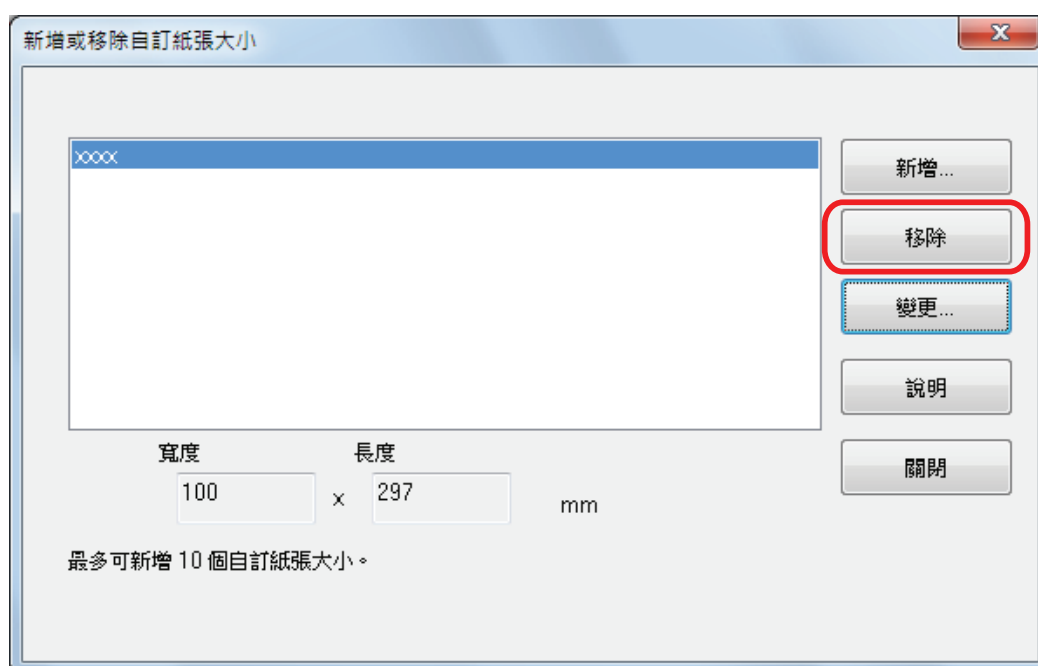 新增或移除自訂紙張大小
xxxx
新增...
移除
變更...
說明
關閉
寬度 長度
100 x 297 mm
最多可新增 10 個自訂紙張大小。